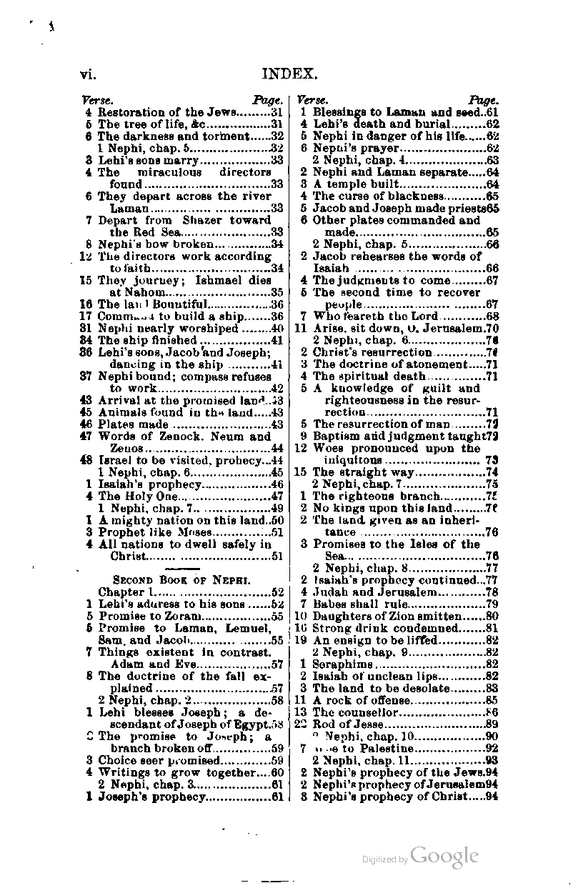 vi. INDEX.
Verse. Page.
4 Restoration of the Jews.........31
5 The tree of life, &c...............31
6 The darkness and torment.....32
1 Nephi, chap. 5....................32
3 Lehi's sons marry.................33
4 The miraculous directors
found..............................33
6 They depart across the river
Laman............... ..............33
7 Depart from Shazer toward
the Red Sea......................33
8 Nephi's bow broken..............34
12 The directors work according
to faith............................34
15 They journey; Ishmael dies
at Nahom.........................35
16 The land Bountiful...............36
17 Command to build a ship.......36
31 Nephi nearly worshiped ........40
34 The ship finished.................41
36 Lehi's sons, Jacob and Joseph;
dancing in the ship ...........41
37 Nephi bound; compass refuses
to work...........................42
43 Arrival at the promised land..43
45 Animals found in the land.....43
46 Plates made .......................43
47 Words of Zenock. Neum and
Zenos..............................44
48 Israel to be visited, prohecy...44
1 Nephi, chap. 6...................45
1 Isaiah's prophecy................46
4 The Holy One.....................47
1 Nephi, chap. 7.. ...............49
1 A mighty nation on this land..50
3 Prophet like Moses..............51
4 All nations to dwell safely in
Christ....... .....................51
SECOND BOOK OF NEPHI.
Chapter 1...........................52
1 Lehi's address to his sons ......52
5 Promise to Zoram................55
6 Promise to Laman, Lemuel,
Sam, and Jacob..................55
7 Things existent in contrast.
Adam and Eve..................57
8 The doctrine of the fall ex-
plained ...........................57
2 Nephi, chap. 2..................58
1 Lehi blesses Joseph; a de-
scendant of Joseph of Egypt.58
2 The promise to Joseph; a
branch broken off..............59
3 Choice seer promised............59
4 Writings to grow together....60
2 Nephi, chap. 3..................61
1 Joseph's prophecy................61
Verse. Page.
1 Blessings to Laman and seed..61
4 Lehi's death and burial.........62
5 Nephi in danger of his life......62
6 Nephi's prayer....................62
2 Nephi, chap. 4...................63
2 Nephi and Laman separate.....64
3 A temple built.....................64
4 The curse of blackness..........65
5 Jacob and Joseph made priests65
6 Other plates commanded and
made...............................65
2 Nephi, chap. 5...................66
2 Jacob rehearses the words of
Isaiah ..............................66
4 The judgments to come........67
5 The second time to recover
people............................67
7 Who feareth the Lord...........68
11 Arise, sit down, O, Jerusalem.70
2 Nephi, chap. 6...................70
2 Christ's resurrection ............70
3 The doctrine of atonement.....71
4 The spiritual death..............71
5 A knowledge of guilt and
righteousness in the resur-
rection............................71
5 The resurrection of man ........72
9 Baptism and judgment taught72
12 Woes pronounced upon the
iniquitous ....................... 73
15 The straight way.................74
2 Nephi, chap. 7....................75
1 The righteous branch...........75
2 No kings upon this land........76
2 The land given as an inheri-
tance ..............................76
3 Promises to the Isles of the
Sea... ..............................76
2 Nephi, chap. 8..................77
2 Isaiah's prophecy continued...77
4 Judah and Jerusalem............78
7 Babes shall rule..................79
10 Daughters of Zion smitten......80
16 Strong drink condemned.......81
19 An ensign to be lifted...........82
2 Nephi, chap. 9...................82
1 Seraphims .........................82
2 Isaiah of unclean lips...........82
3 The land to be desolate.........83
11 A rock of offense..................85
13 The counsellor....................86
22 Rod of Jesse........................89
2 Nephi, chap. 10.................90
7 to Palestine.................92
2 Nephi, chap. 11.................93
2 Nephi's prophecy of the Jews.94
2 Nephi's prophecy of Jerusalem94
8 Nephi's prophecy of Christ.....94
Digitized by Google